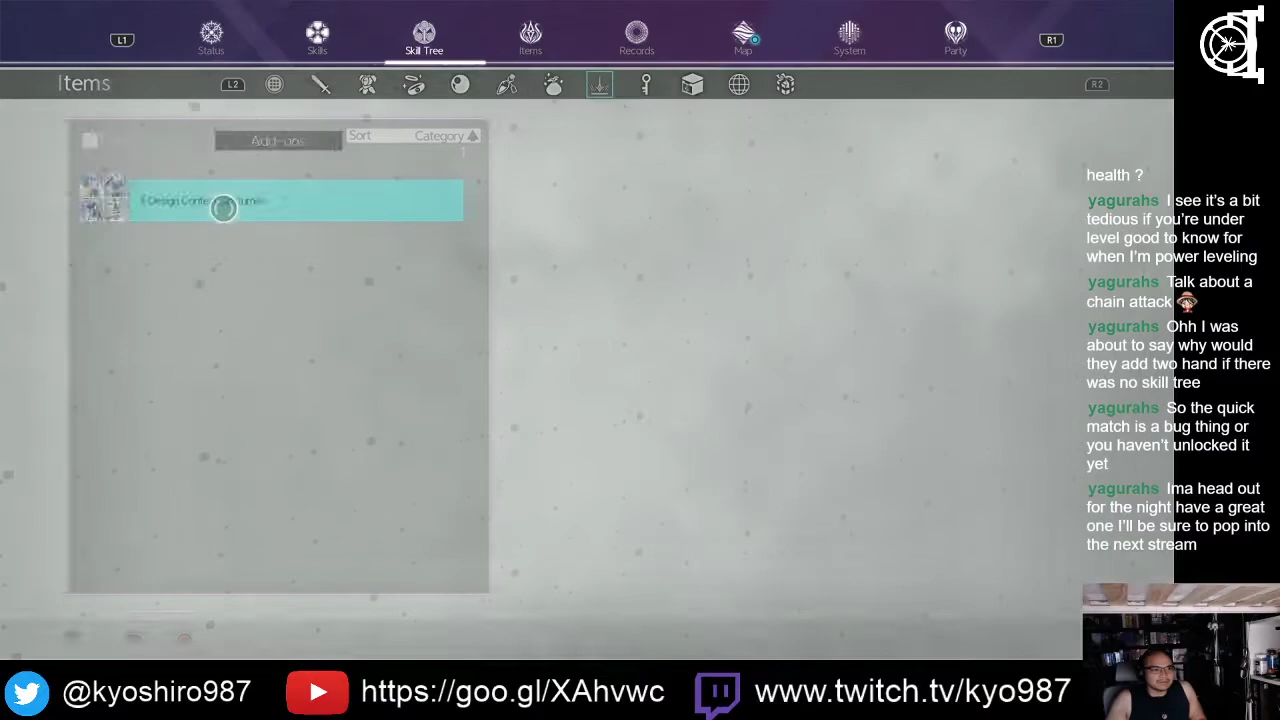 L1
Status
Skills
Skill Tree
Items
Records
Map
System
Party
R1
Items
L2
R2
Add-ons
Sort
Category
1
Design
health ?
yagurahs I see it's a bit
tedious if you're under
level good to know for
when I'm power leveling
yagurahs Talk about a
chain attack
yagurahs Ohh I was
about to say why would
they add two hand if there
was no skill tree
yagurahs So the quick
match is a bug thing or
you haven't unlocked it
yet
yagurahs Ima head out
for the night have a great
one I'll be sure to pop into
the next stream
@kyoshiro987
https://goo.gl/XAhvwc
www.twitch.tv/kyo987